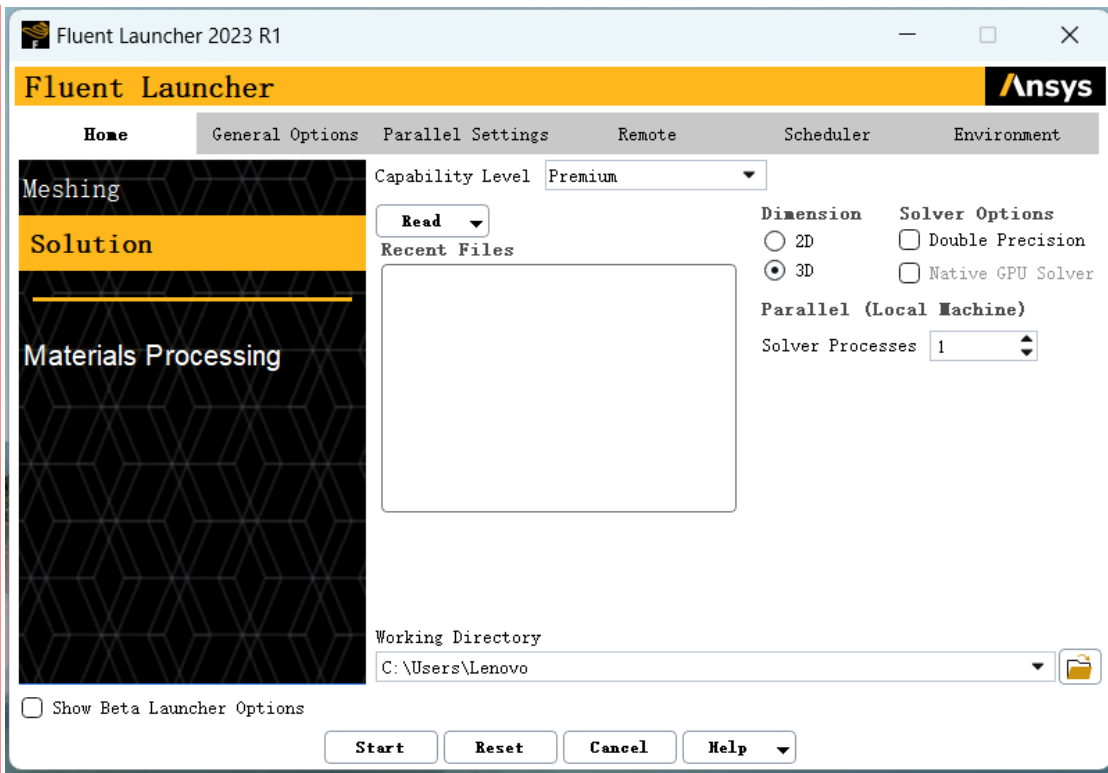 Fluent Launcher 2023 R1
Fluent Launcher
Ansys
Home General Options Parallel Settings Remote Scheduler Environment
Meshing
Solution
Materials Processing
Capability Level Premium
Read
Recent Files
Dimension
2D
3D
Solver Options
Double Precision
Native GPU Solver
Parallel (Local Machine)
Solver Processes 1
Working Directory
C:\Users\Lenovo
Show Beta Launcher Options
Start Reset Cancel Help